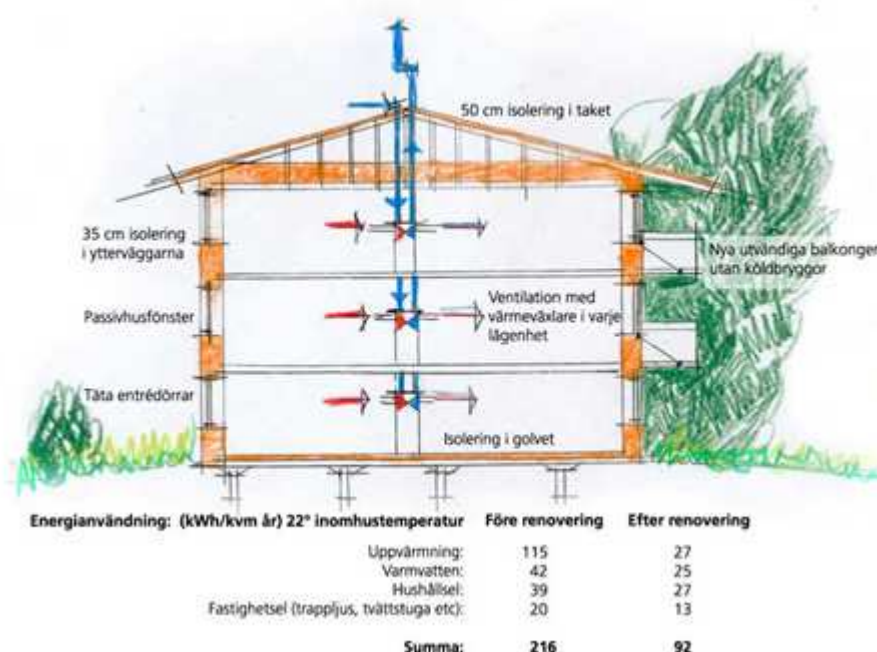 50 cm isolering i taket
35 cm isolering
i ytterväggarna
Nya utvändiga balkonger
utan köldbryggor
Passivhusfönster
Ventilation med
värmeväxlare i varje
lägenhet
Täta entrédörrar
Isolering i golvet
Energianvändning: (kWh/kvm år) 22° inomhustemperatur Före renovering Efter renovering
Uppvärmning: 115 27
Varmvatten: 42 25
Hushållsel: 39 27
Fastighetsel (trappljus, tvättstuga etc): 20 13
Summa: 216 92